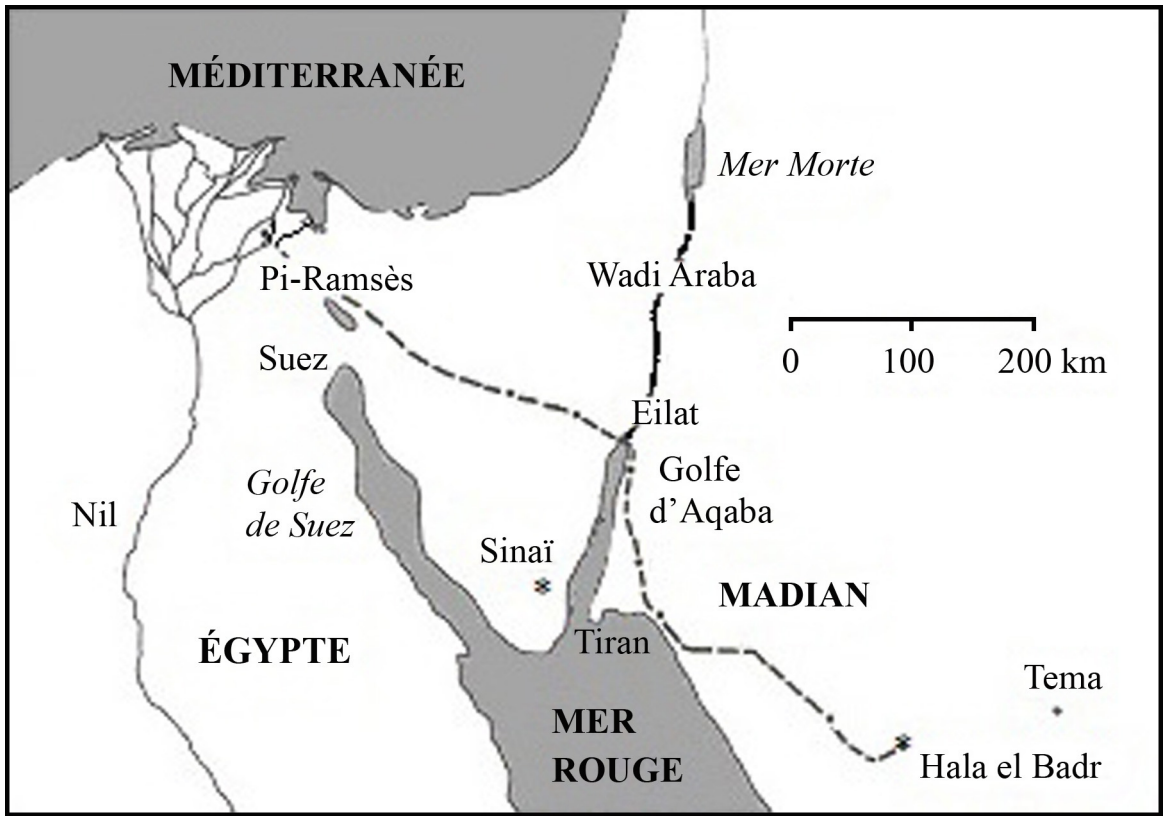 MÉDITERRANÉE
Mer Morte
Pi-Ramsès
Wadi Araba
0 100 200 km
Suez
Eilat
Golfe
d’Aqaba
Golfe
de Suez
Nil
Sinaï
MADIAN
ÉGYPTE
Tiran
Tema
MER
ROUGE
Hala el Badr